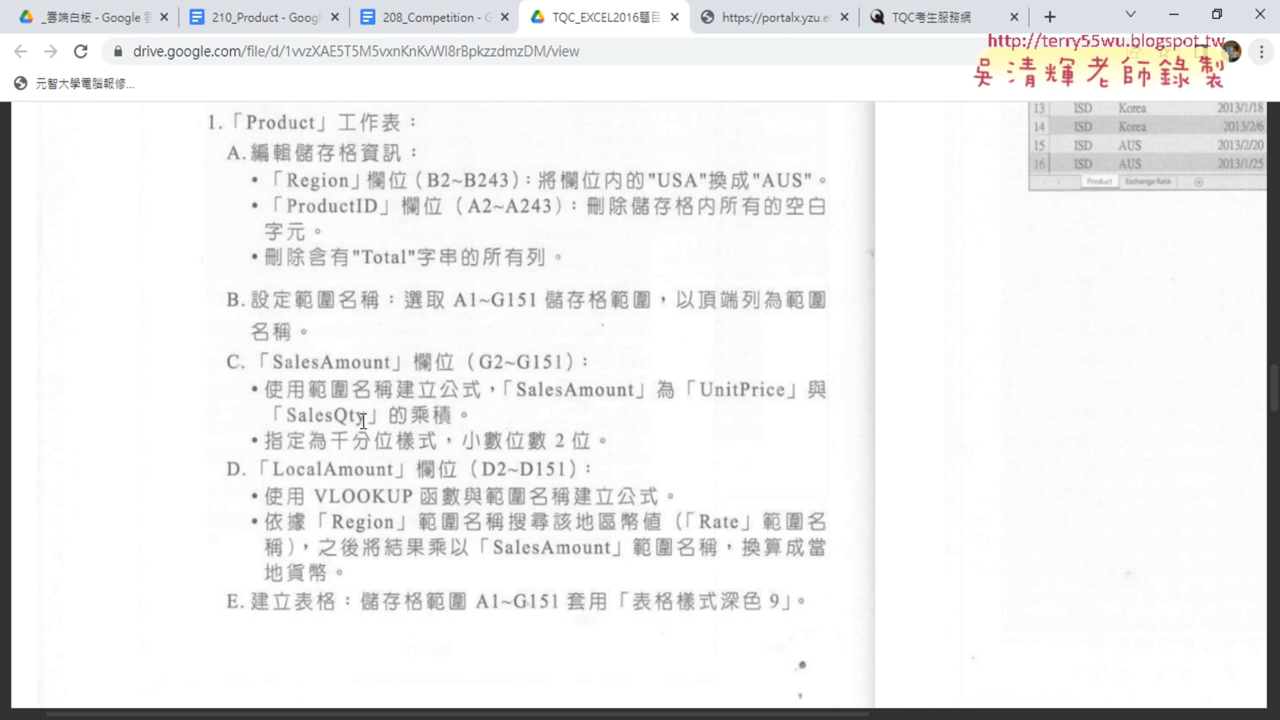 _雲端白板 - Google 雲
210_Product - Google
208_Competition - G
TQC_EXCEL2016題目
https://portalx.yzu.e
TQC考生服務網
drive.google.com/file/d/1vvzXAE5T5M5vxnKnKvWl8rBpkzzdmzDM/view
http://terry55wu.blogspot.tw
吳清輝老師錄製
元智大學電腦報修...
1.「Product」工作表：
A. 編輯儲存格資訊：
•「Region」欄位（B2~B243）：將欄位內的"USA"換成"AUS"。
•「ProductID」欄位（A2~A243）：刪除儲存格內所有的空白
字元。
•刪除含有"Total"字串的所有列。
B. 設定範圍名稱：選取 A1~G151 儲存格範圍，以頂端列為範圍
名稱。
C. 「SalesAmount」欄位（G2~G151）：
•使用範圍名稱建立公式，「SalesAmount」為「UnitPrice」與
「SalesQty」的乘積。
•指定為千分位樣式，小數位數 2 位。
D. 「LocalAmount」欄位（D2~D151）：
•使用 VLOOKUP 函數與範圍名稱建立公式。
•依據「Region」範圍名稱搜尋該地區幣值（「Rate」範圍名
稱），之後將結果乘以「SalesAmount」範圍名稱，換算成當
地貨幣。
E. 建立表格：儲存格範圍 A1~G151 套用「表格樣式深色 9」。
13 ISD Korea 2013/1/18
14 ISD Korea 2013/2/6
15 ISD AUS 2013/2/20
16 ISD AUS 2013/1/25
Product Exchange Rate